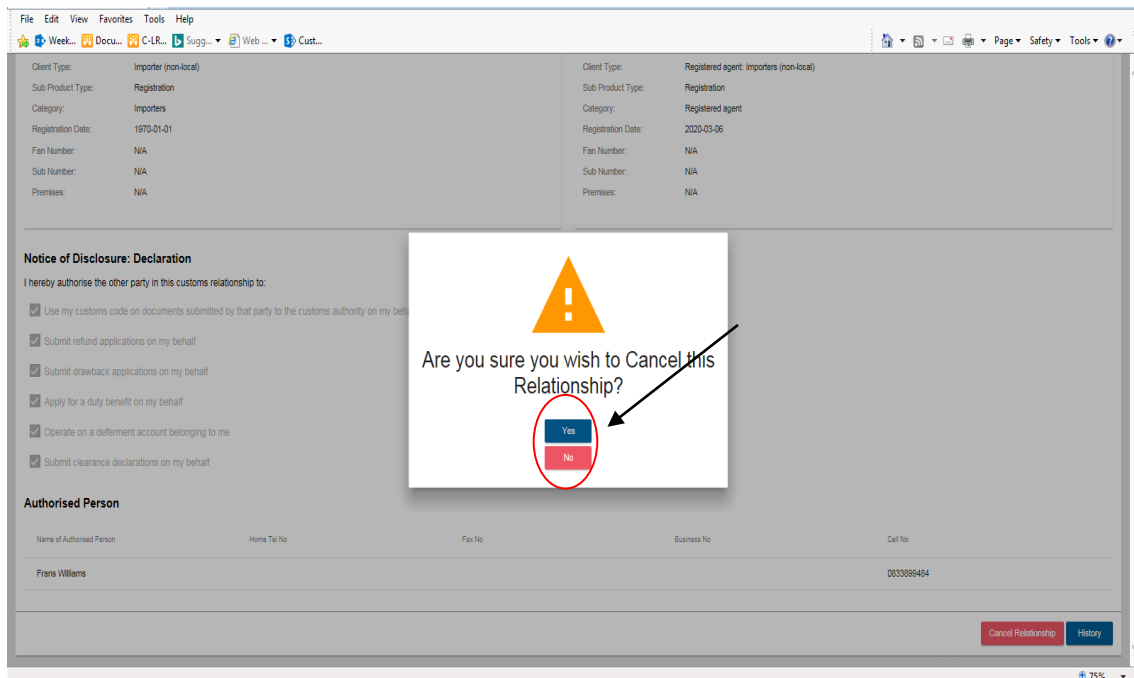 File Edit View Favorites Tools Help
Week... Docu... C-LR... Sugg... Web ... Cust...
Page Safety Tools
Client Type: Importer (non-local)
Sub Product Type: Registration
Category: Importers
Registration Date: 1970-01-01
Fan Number: N/A
Sub Number: N/A
Premises: N/A
Client Type: Registered agent: Importers (non-local)
Sub Product Type: Registration
Category: Registered agent
Registration Date: 2020-03-06
Fan Number: N/A
Sub Number: N/A
Premises: N/A
Notice of Disclosure: Declaration
I hereby authorise the other party in this customs relationship to:
Use my customs code on documents submitted by that party to the customs authority on my beh
Submit refund applications on my behalf
Submit drawback applications on my behalf
Apply for a duty benefit on my behalf
Operate on a deferment account belonging to me
Submit clearance declarations on my behalf
Are you sure you wish to Cancel this
Relationship?
Yes
No
Authorised Person
Name of Authorised Person Home Tel No Fax No Business No Cell No
Frans Williams 0833899484
Cancel Relationship History
75%